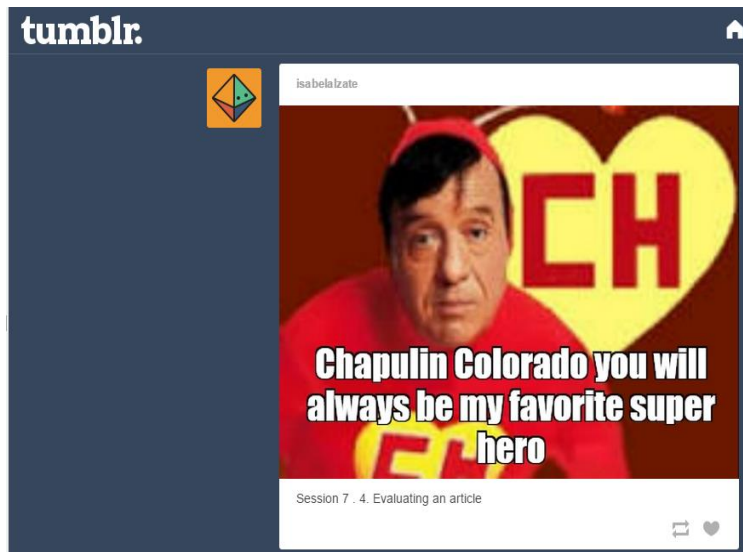 tumblr.
isabelalzate
CH
Chapulin Colorado you will
always be my favorite super
hero
CH
Session 7 . 4. Evaluating an article